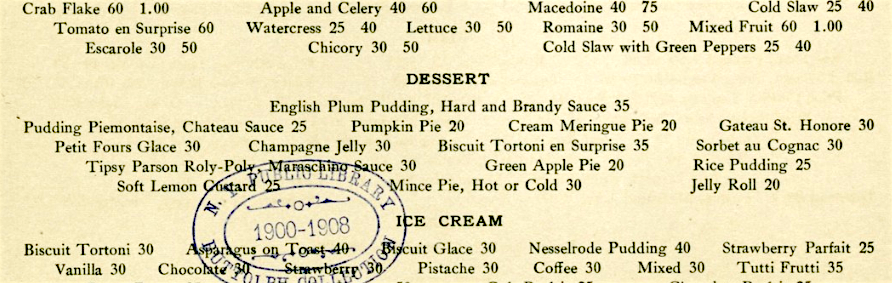 Crab Flake 60 1.00 Apple and Celery 40 60 Macedoine 40 75 Cold Slaw 25 40
Tomato en Surprise 60 Watercress 25 40 Lettuce 30 50 Romaine 30 50 Mixed Fruit 60 1.00
Escarole 30 50 Chicory 30 50 Cold Slaw with Green Peppers 25 40
DESSERT
English Plum Pudding, Hard and Brandy Sauce 35
Pudding Piemontaise, Chateau Sauce 25 Pumpkin Pie 20 Cream Meringue Pie 20 Gateau St. Honore 30
Petit Fours Glace 30 Champagne Jelly 30 Biscuit Tortoni en Surprise 35 Sorbet au Cognac 30
Tipsy Parson Roly-Poly, Maraschino Sauce 30 Green Apple Pie 20 Rice Pudding 25
Soft Lemon Custard 25 Mince Pie, Hot or Cold 30 Jelly Roll 20
N. Y. PUBLIC LIBRARY
1900-1908
BUTTOLPH COLLECTION
ICE CREAM
Biscuit Tortoni 30 Asparagus on Toast 40 Biscuit Glace 30 Nesselrode Pudding 40 Strawberry Parfait 25
Vanilla 30 Chocolate 30 Strawberry 30 Pistache 30 Coffee 30 Mixed 30 Tutti Frutti 35